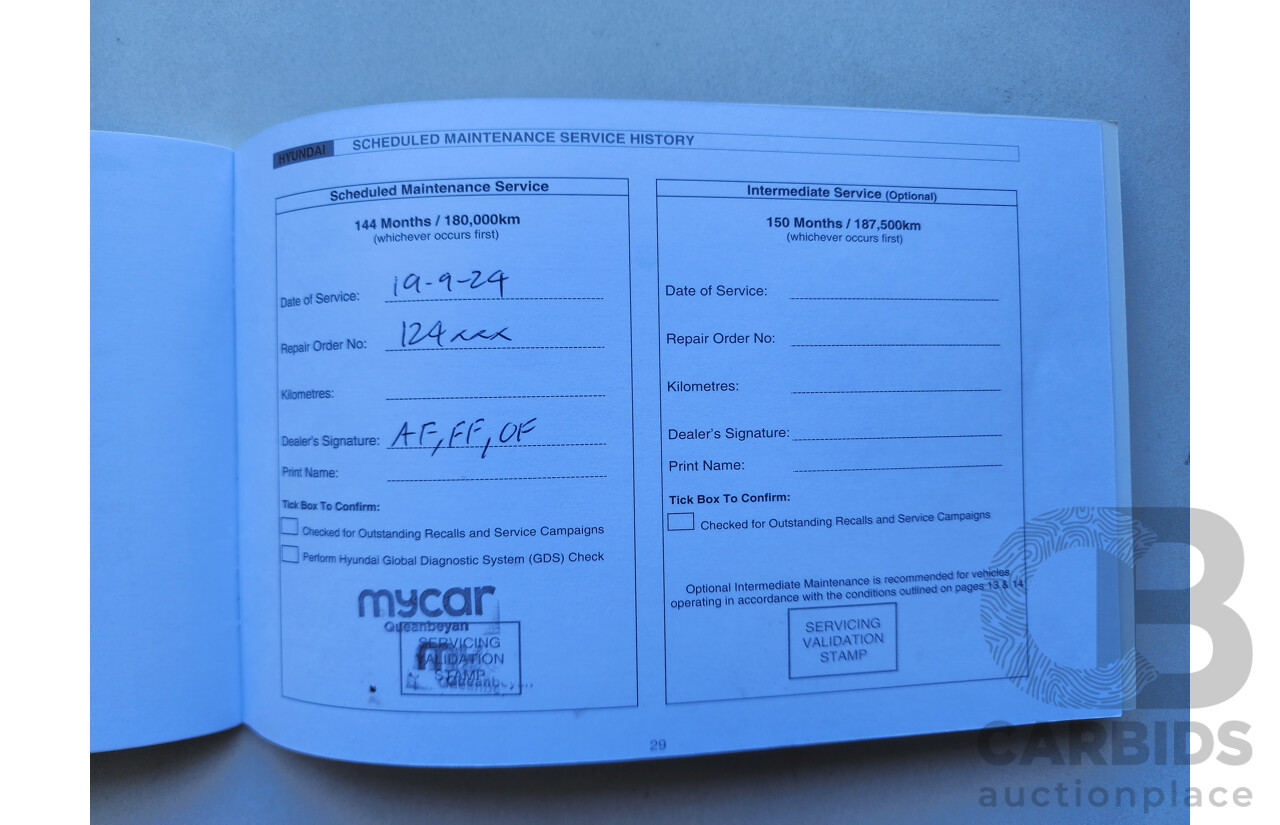 HYUNDAI SCHEDULED MAINTENANCE SERVICE HISTORY
Scheduled Maintenance Service
144 Months / 180,000km
(whichever occurs first)
Date of Service: 19-9-24
Repair Order No: 124xxx
Kilometres:
Dealer's Signature: AF, FF, OF
Print Name:
Tick Box To Confirm:
Checked for Outstanding Recalls and Service Campaigns
Perform Hyundai Global Diagnostic System (GDS) Check
mycar
Queanbeyan
SERVICING
VALIDATION
STAMP
Intermediate Service (Optional)
150 Months / 187,500km
(whichever occurs first)
Date of Service:
Repair Order No:
Kilometres:
Dealer's Signature:
Print Name:
Tick Box To Confirm:
Checked for Outstanding Recalls and Service Campaigns
Optional Intermediate Maintenance is recommended for vehicles
operating in accordance with the conditions outlined on pages 13 & 14
SERVICING
VALIDATION
STAMP
29
CB
CARBIDS
auctionplace